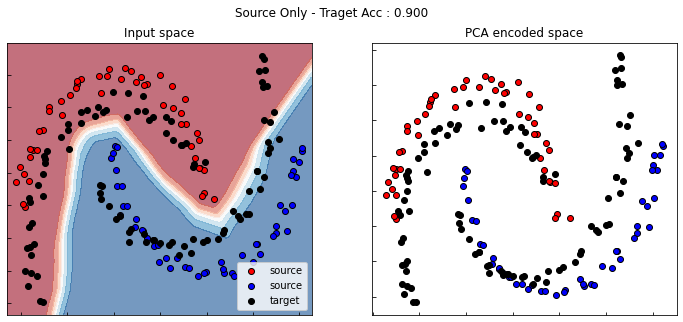 Source Only - Traget Acc : 0.900
Input space
PCA encoded space
source
source
target